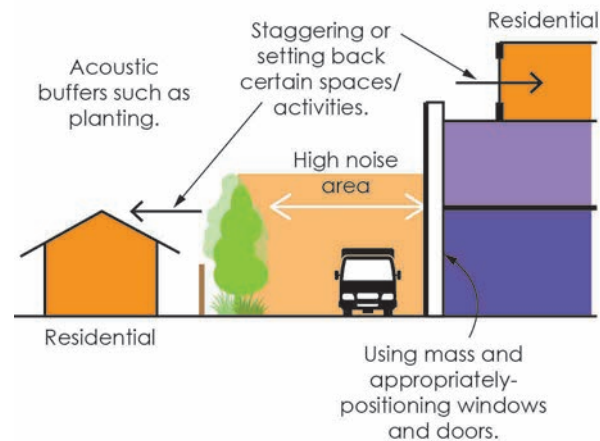 Acoustic
buffers such as
planting.
Staggering or
setting back
certain spaces/
activities.
Residential
High noise
area
Residential
Using mass and
appropriately-
positioning windows
and doors.